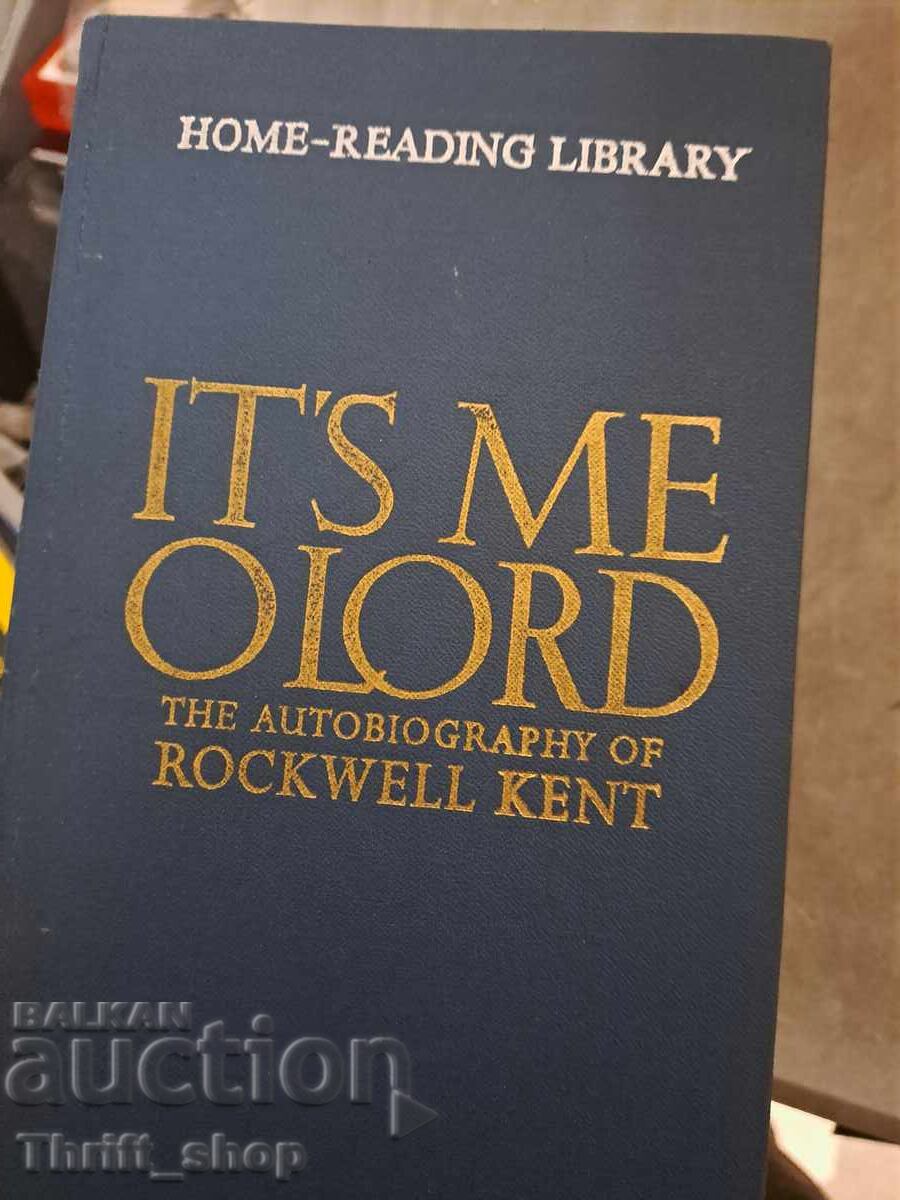 HOME-READING LIBRARY
IT'S ME
O LORD
THE AUTOBIOGRAPHY OF
ROCKWELL KENT
BALKAN
auction
Thrift_shop